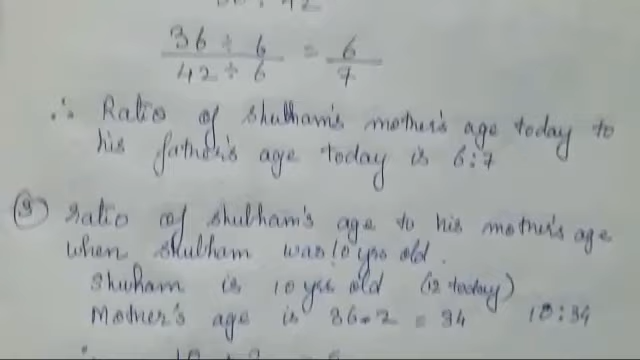 36 ÷ 6 / 42 ÷ 6 = 6 / 7
∴ Ratio of Shubham's mother's age today to
his father's age today is 6:7
③ ratio of Shubham's age to his mother's age
when Shubham was 10 yrs old.
Shubham is 10 yrs old (12 today)
Mother's age is 36-2 = 34 10:34